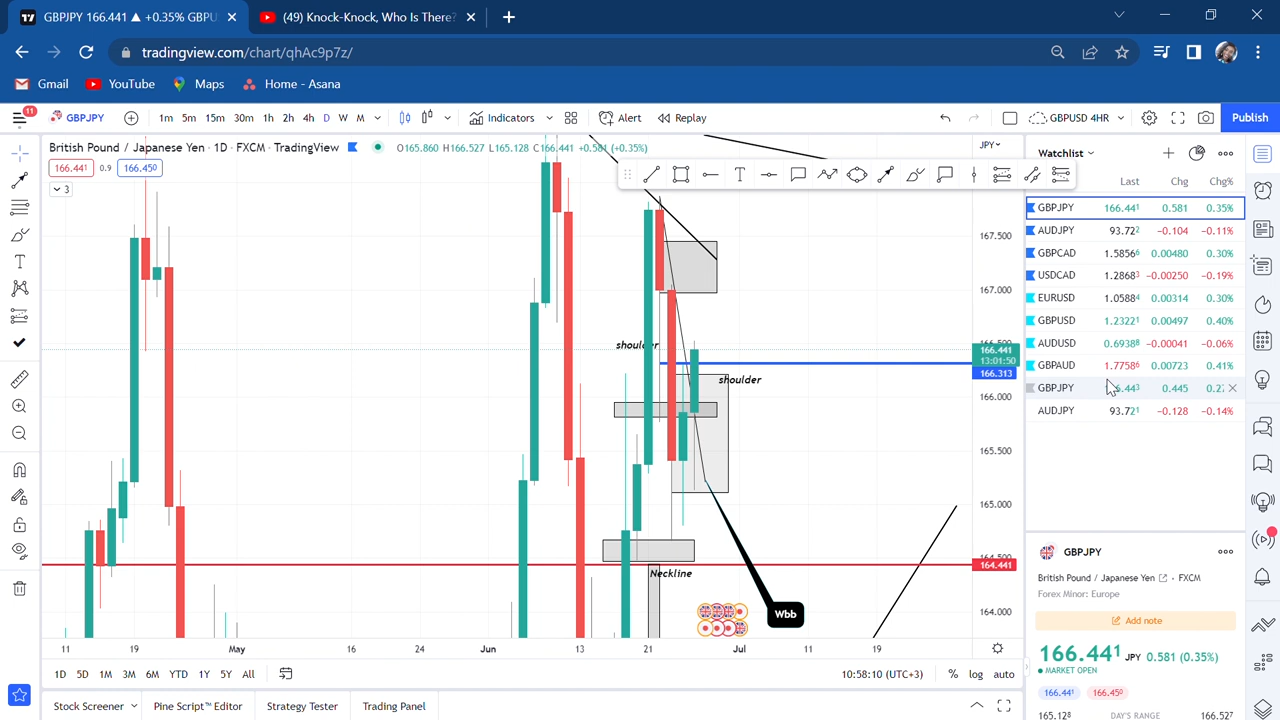 GBPJPY 166.441 ▲ +0.35% GBPU
(49) Knock-Knock, Who Is There?
tradingview.com/chart/qhAc9p7z/
Gmail YouTube Maps Home - Asana
11
GBPJPY 1m 5m 15m 30m 1h 2h 4h D W M Indicators Alert Replay GBPUSD 4HR Publish
British Pound / Japanese Yen · 1D · FXCM · TradingView O165.860 H166.527 L165.128 C166.441 +0.581 (+0.35%)
JPY
166.441 0.9 166.450
3
Watchlist
Last Chg Chg%
GBPJPY 166.441 0.581 0.35%
AUDJPY 93.722 −0.104 −0.11%
GBPCAD 1.58566 0.00480 0.30%
USDCAD 1.28683 −0.00250 −0.19%
EURUSD 1.05884 0.00314 0.30%
GBPUSD 1.23221 0.00497 0.40%
AUDUSD 0.69388 −0.00041 −0.06%
GBPAUD 1.77586 0.00723 0.41%
GBPJPY 0.445
AUDJPY 93.721 −0.128 −0.14%
167.500
167.000
166.441
13:01:50
166.313
166.000
165.500
165.000
164.441
164.000
shoulder
shoulder
Neckline
Wbb
11 19 May 16 24 Jun 13 21 Jul 11 19
1D 5D 1M 3M 6M YTD 1Y 5Y All 10:58:10 (UTC+3) % log auto
Stock Screener Pine Script™ Editor Strategy Tester Trading Panel
GBPJPY
British Pound / Japanese Yen · FXCM
Forex Minor: Europe
Add note
166.441 JPY 0.581 (0.35%)
MARKET OPEN
166.441 166.450
165.128 DAY'S RANGE 166.527